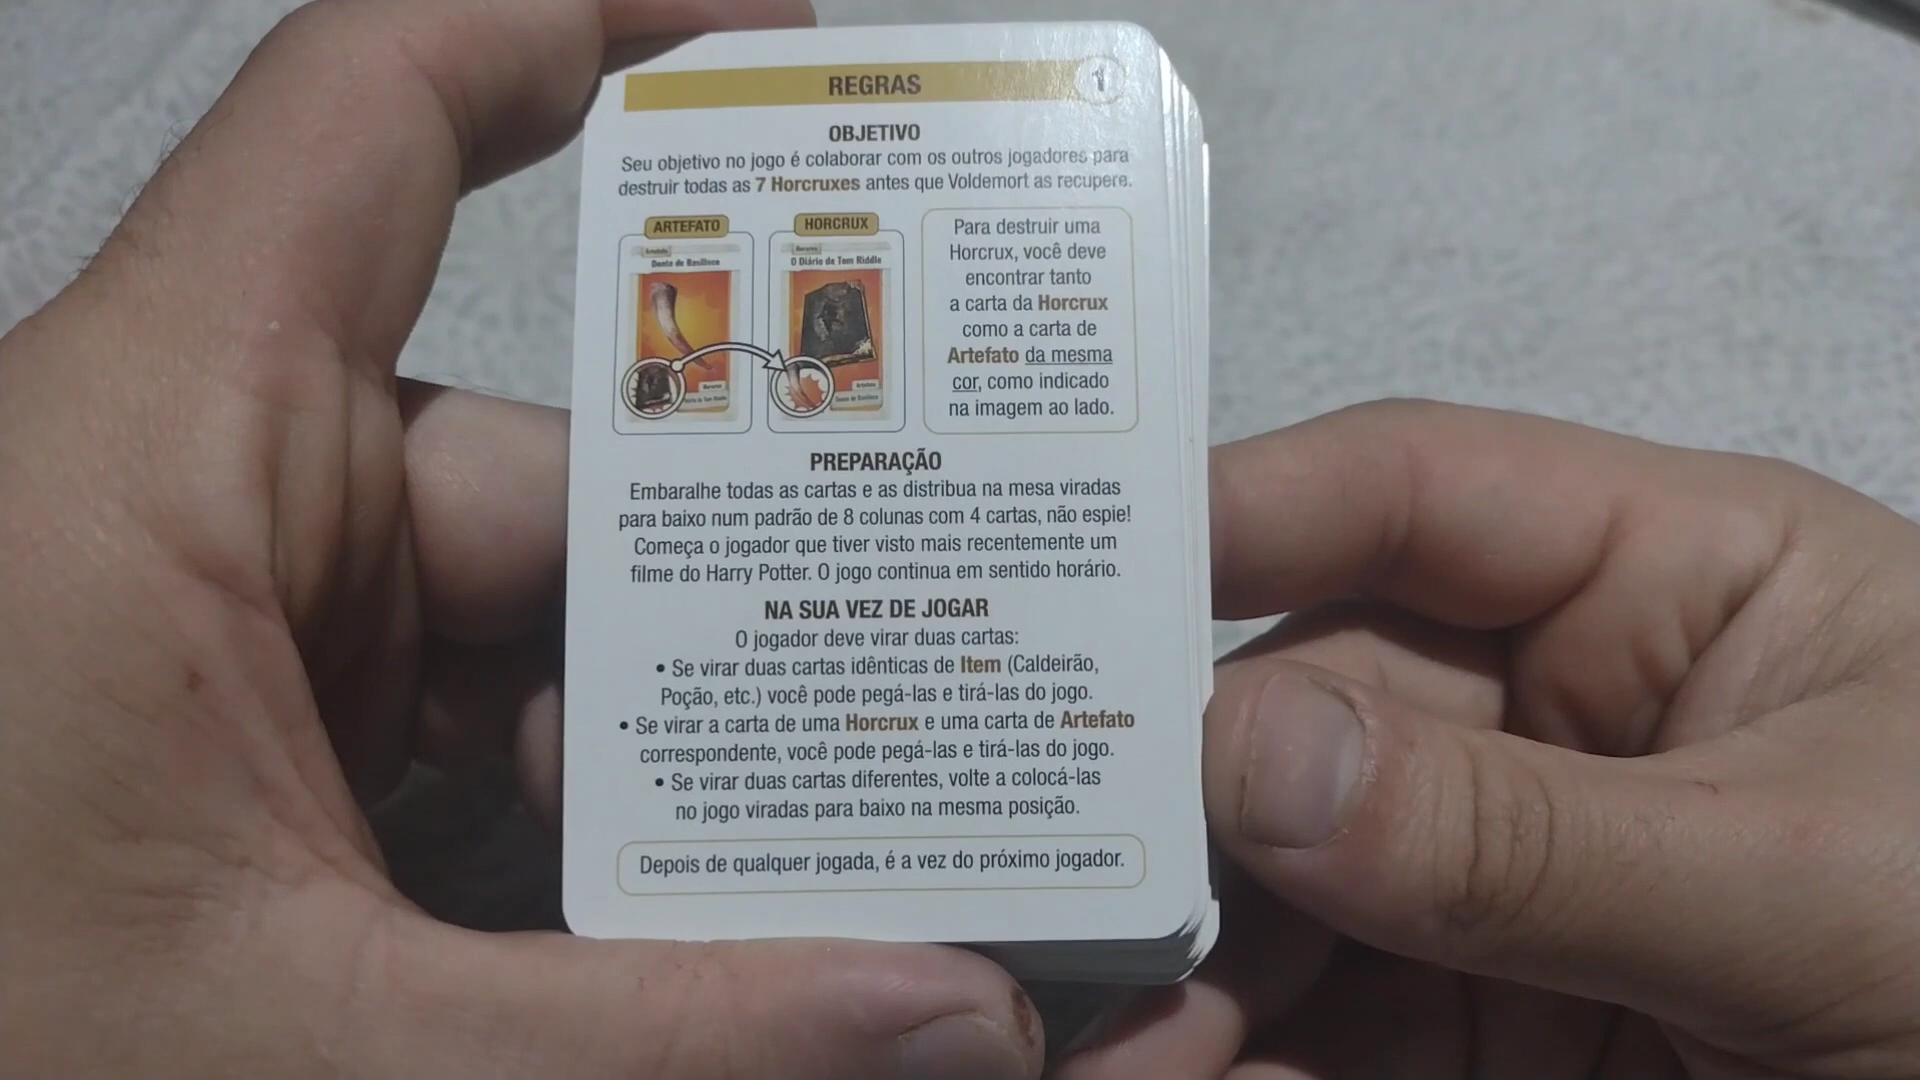 REGRAS 1
OBJETIVO
Seu objetivo no jogo é colaborar com os outros jogadores para
destruir todas as 7 Horcruxes antes que Voldemort as recupere.
ARTEFATO
Artefato
Dente de Basilisco
Horcrux
HORCRUX
Horcrux
O Diário de Tom Riddle
Artefato
Dente de Basilisco
Para destruir uma
Horcrux, você deve
encontrar tanto
a carta da Horcrux
como a carta de
Artefato da mesma
cor, como indicado
na imagem ao lado.
PREPARAÇÃO
Embaralhe todas as cartas e as distribua na mesa viradas
para baixo num padrão de 8 colunas com 4 cartas, não espie!
Começa o jogador que tiver visto mais recentemente um
filme do Harry Potter. O jogo continua em sentido horário.
NA SUA VEZ DE JOGAR
O jogador deve virar duas cartas:
• Se virar duas cartas idênticas de Item (Caldeirão,
Poção, etc.) você pode pegá-las e tirá-las do jogo.
• Se virar a carta de uma Horcrux e uma carta de Artefato
correspondente, você pode pegá-las e tirá-las do jogo.
• Se virar duas cartas diferentes, volte a colocá-las
no jogo viradas para baixo na mesma posição.
Depois de qualquer jogada, é a vez do próximo jogador.